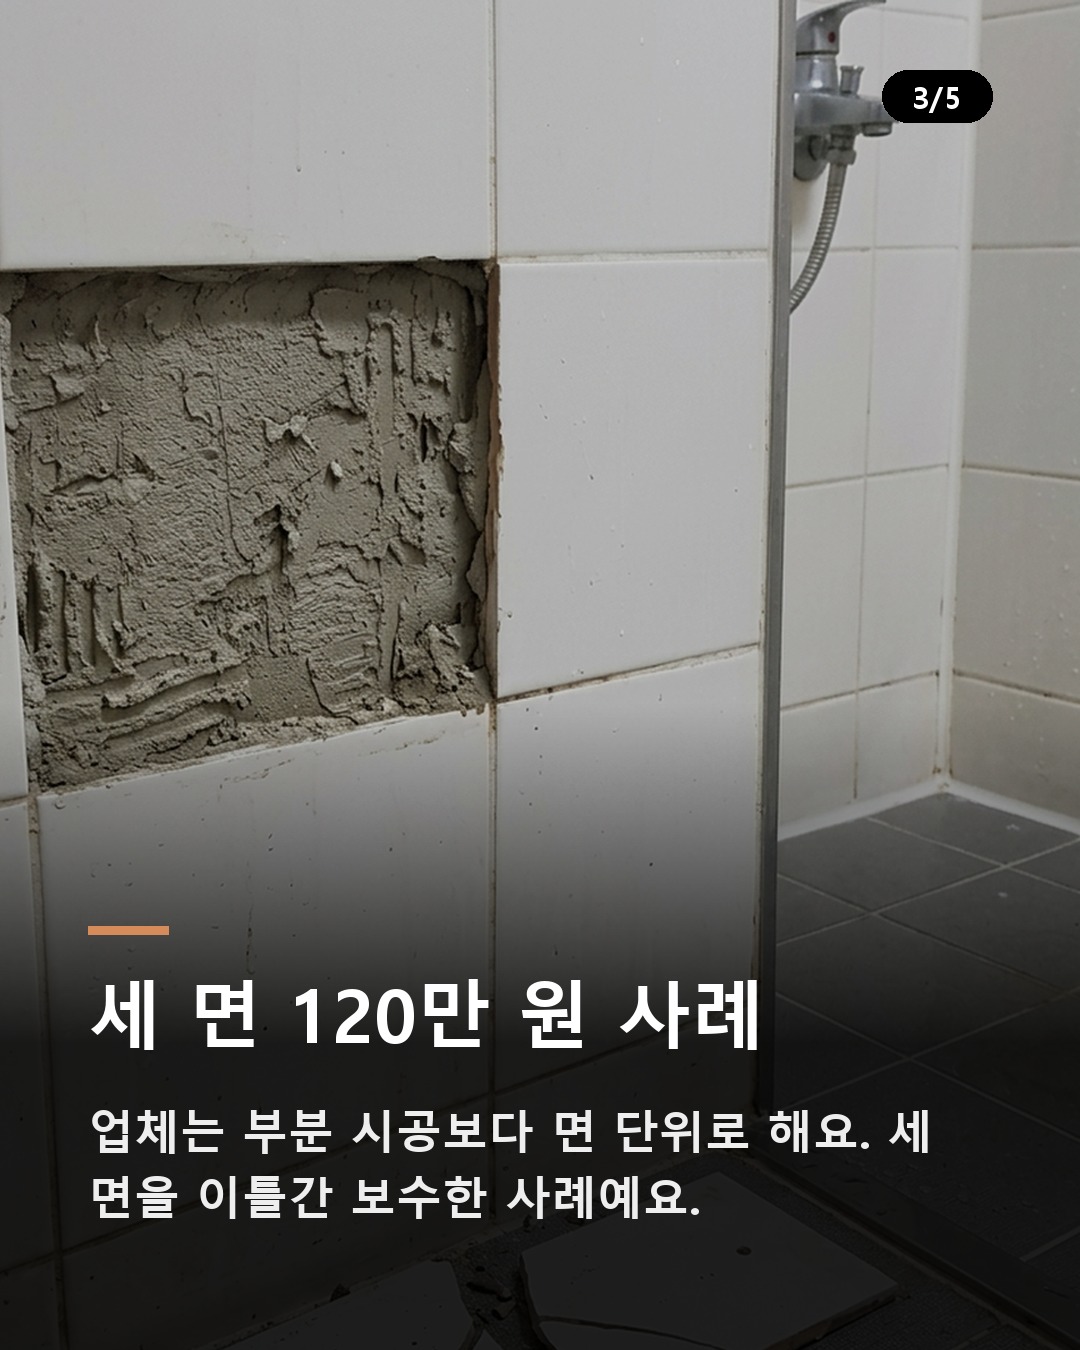 3/5
세 면 120만 원 사례
업체는 부분 시공보다 면 단위로 해요. 세
면을 이틀간 보수한 사례예요.